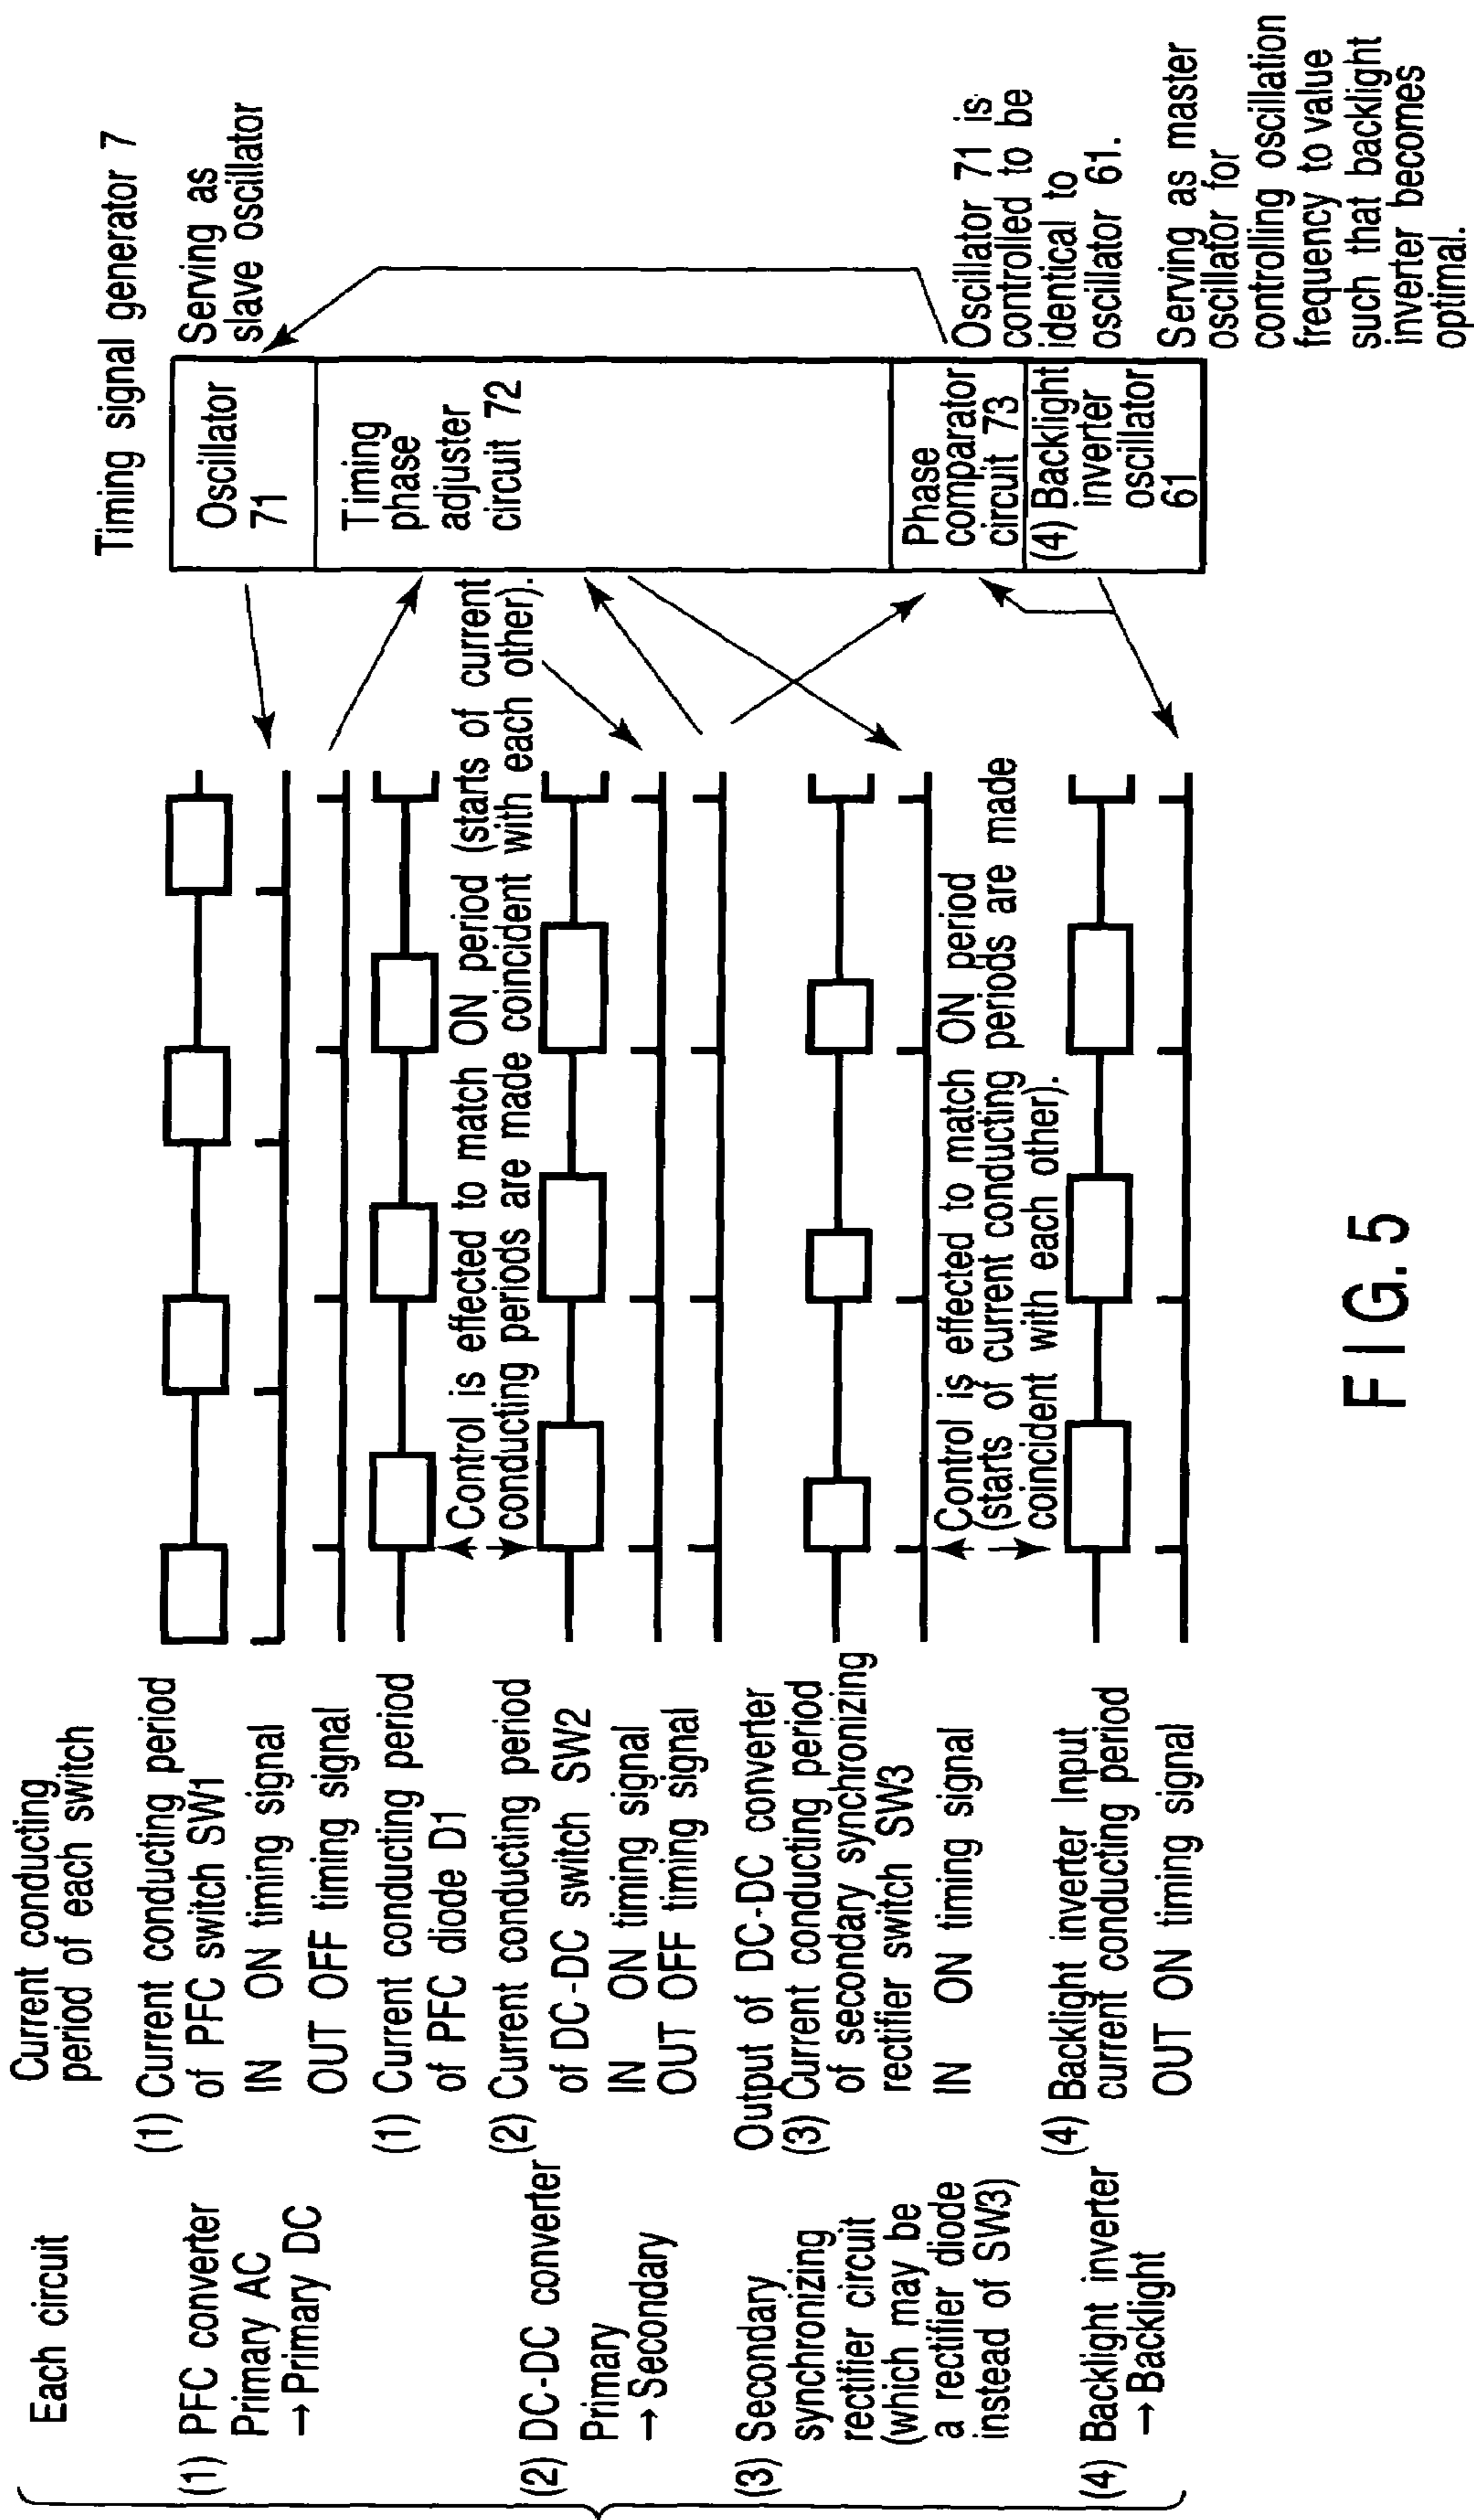 Each circuit
(1) PFC converter
Primary AC
→ Primary DC
(2) DC-DC converter
Primary
→ Secondary
(3) Secondary
synchronizing
rectifier circuit
(which may be
a rectifier diode
instead of SW3)
(4) Backlight inverter
→ Backlight
Current conducting
period of each switch
(1) Current conducting period
of PFC switch SW1
IN ON timing signal
OUT OFF timing signal
(1) Current conducting period
of PFC diode D1
(2) Current conducting period
of DC-DC switch SW2
IN ON timing signal
OUT OFF timing signal
Output of DC-DC converter
(3) Current conducting period
of secondary synchronizing
rectifier switch SW3
IN ON timing signal
(4) Backlight inverter Input
current conducting period
OUT ON timing signal
Control is effected to match ON period (starts of current
conducting periods are made coincident with each other).
Control is effected to match ON period
(starts of current conducting periods are made
coincident with each other).
Timing signal generator 7
Oscillator
71
Timing
phase
adjuster
circuit 72
Phase
comparator
circuit 73
(4) Backlight
inverter
oscillator
61
Serving as
slave oscillator
Oscillator 71 is
controlled to be
identical to
oscillator 61.
Serving as master
oscillator for
controlling oscillation
frequency to value
such that backlight
inverter becomes
optimal.
FIG. 5